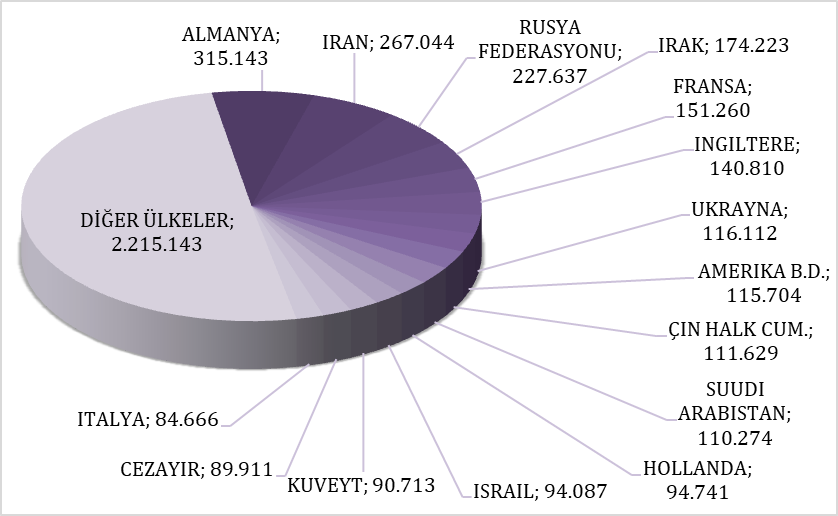 ALMANYA;
315.143
IRAN; 267.044
RUSYA
FEDERASYONU;
227.637
IRAK; 174.223
FRANSA;
151.260
INGILTERE;
140.810
UKRAYNA;
116.112
AMERIKA B.D.;
115.704
ÇIN HALK CUM.;
111.629
SUUDI
ARABISTAN;
110.274
HOLLANDA;
94.741
ISRAIL; 94.087
KUVEYT; 90.713
CEZAYIR; 89.911
ITALYA; 84.666
DİĞER ÜLKELER;
2.215.143